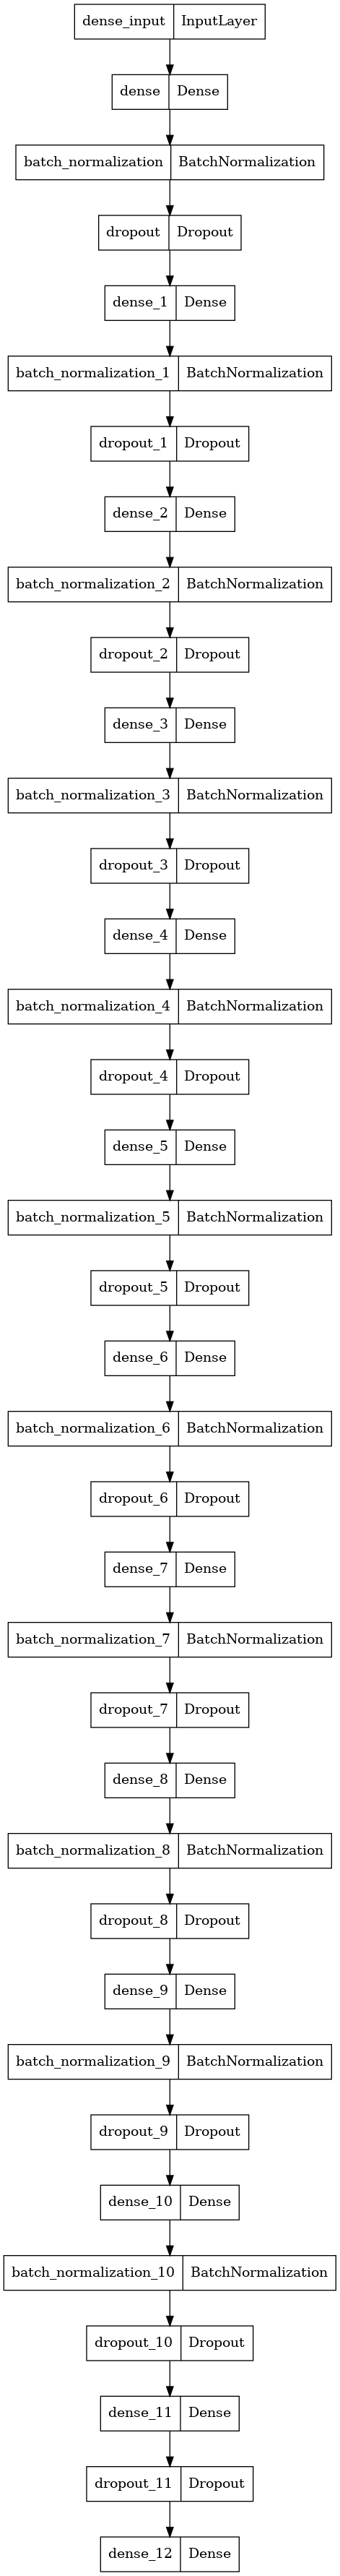 dense_input InputLayer
dense Dense
batch_normalization BatchNormalization
dropout Dropout
dense_1 Dense
batch_normalization_1 BatchNormalization
dropout_1 Dropout
dense_2 Dense
batch_normalization_2 BatchNormalization
dropout_2 Dropout
dense_3 Dense
batch_normalization_3 BatchNormalization
dropout_3 Dropout
dense_4 Dense
batch_normalization_4 BatchNormalization
dropout_4 Dropout
dense_5 Dense
batch_normalization_5 BatchNormalization
dropout_5 Dropout
dense_6 Dense
batch_normalization_6 BatchNormalization
dropout_6 Dropout
dense_7 Dense
batch_normalization_7 BatchNormalization
dropout_7 Dropout
dense_8 Dense
batch_normalization_8 BatchNormalization
dropout_8 Dropout
dense_9 Dense
batch_normalization_9 BatchNormalization
dropout_9 Dropout
dense_10 Dense
batch_normalization_10 BatchNormalization
dropout_10 Dropout
dense_11 Dense
dropout_11 Dropout
dense_12 Dense